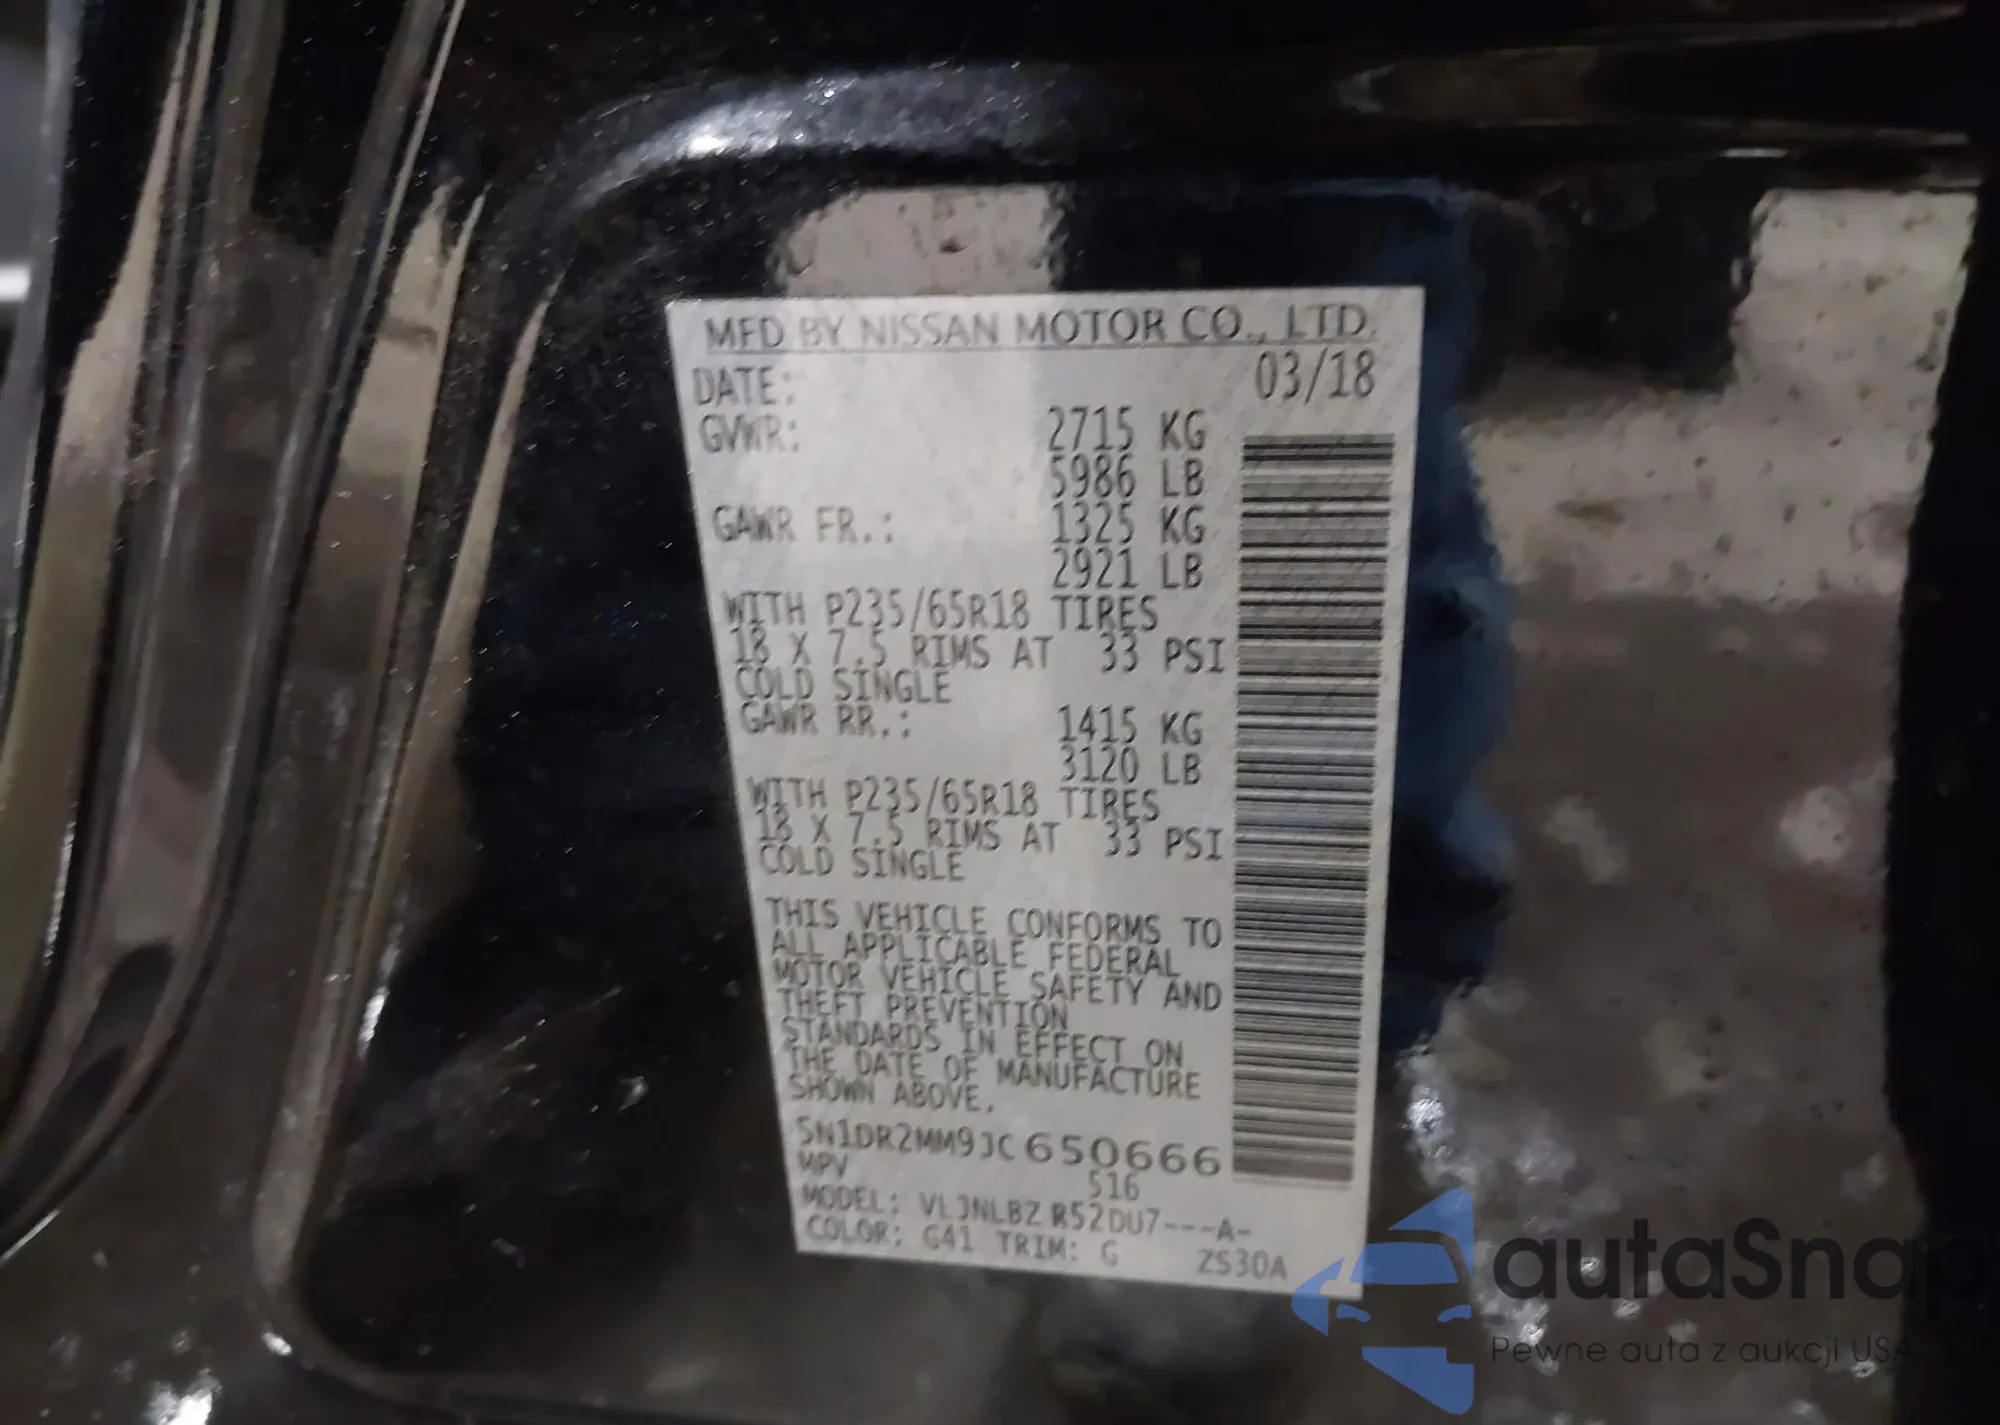 MFD BY NISSAN MOTOR CO., LTD.
DATE: 03/18
GVWR: 2715 KG
5986 LB
GAWR FR.: 1325 KG
2921 LB
WITH P235/65R18 TIRES
18 X 7.5 RIMS AT 33 PSI
COLD SINGLE
GAWR RR.: 1415 KG
3120 LB
WITH P235/65R18 TIRES
18 X 7.5 RIMS AT 33 PSI
COLD SINGLE
THIS VEHICLE CONFORMS TO
ALL APPLICABLE FEDERAL
MOTOR VEHICLE SAFETY AND
THEFT PREVENTION
STANDARDS IN EFFECT ON
THE DATE OF MANUFACTURE
SHOWN ABOVE.
5N1DR2MM9JC650666
MPV 516
MODEL: VLJNLBZ R52DU7---A-
COLOR: G41 TRIM: G ZS30A
autaSnap
Pewne auta z aukcji USA